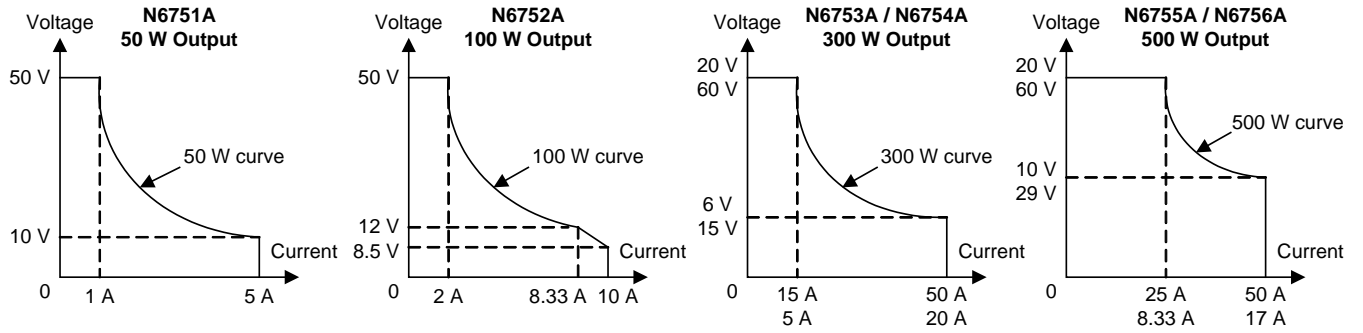 Voltage
N6751A
50 W Output
50 V
50 W curve
10 V
Current
0
1 A
5 A
Voltage
N6752A
100 W Output
50 V
100 W curve
12 V
8.5 V
Current
0
2 A
8.33 A
10 A
Voltage
N6753A / N6754A
300 W Output
20 V
60 V
300 W curve
6 V
15 V
Current
0
15 A
5 A
50 A
20 A
Voltage
N6755A / N6756A
500 W Output
20 V
60 V
500 W curve
10 V
29 V
Current
0
25 A
8.33 A
50 A
17 A